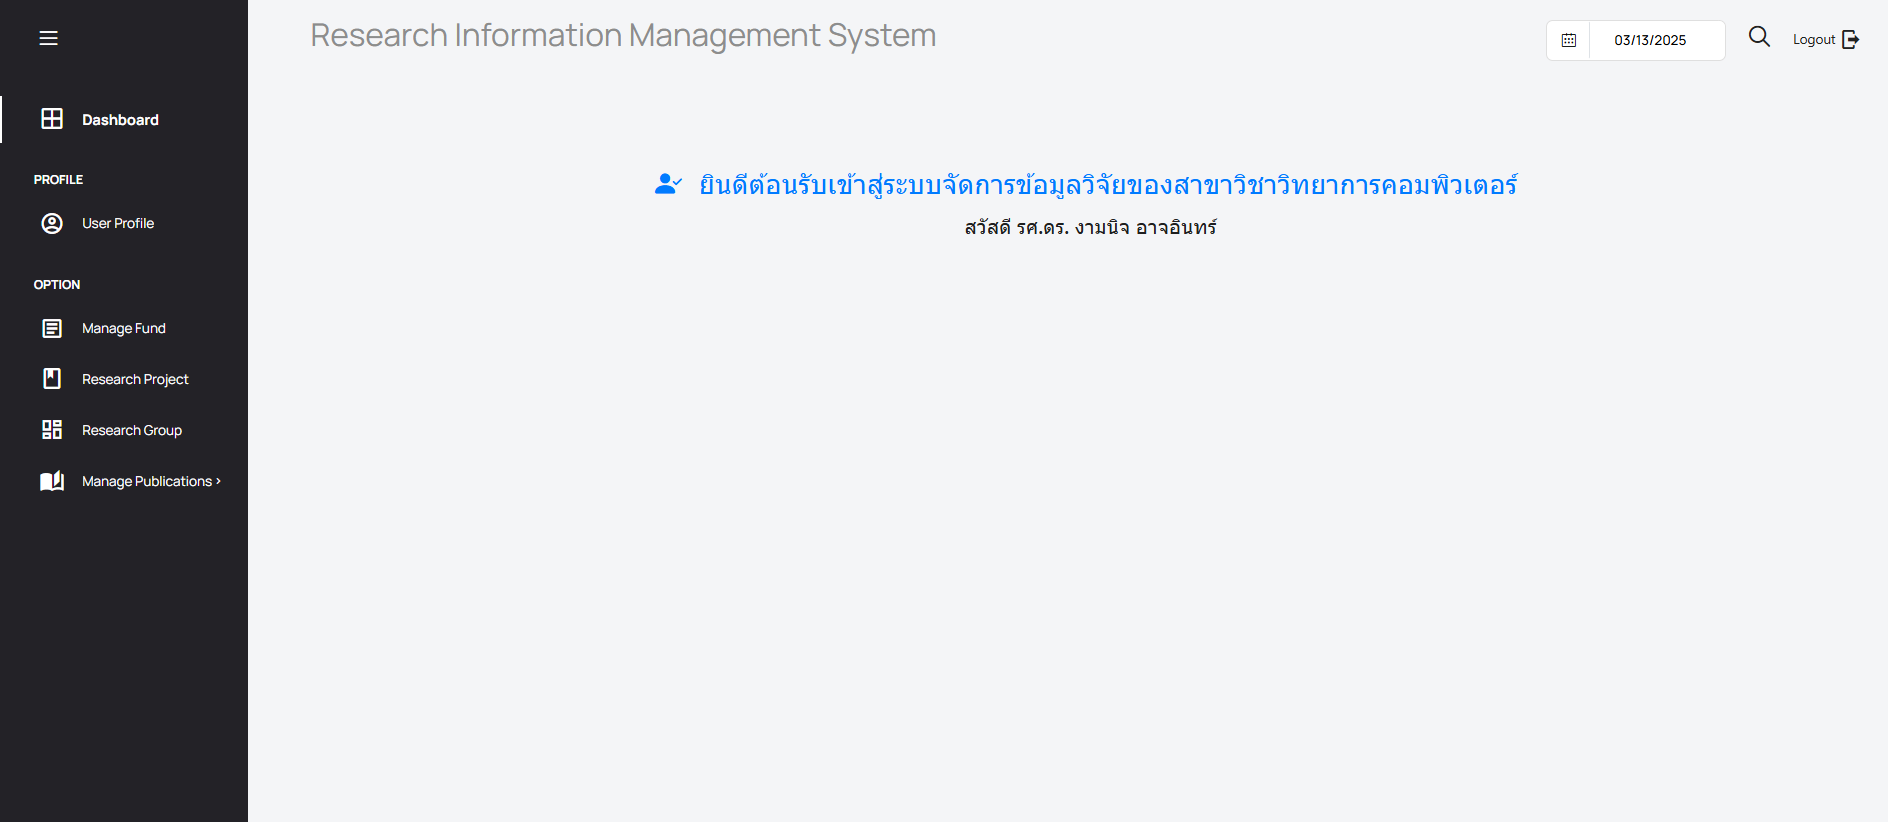 Research Information Management System
03/13/2025
Logout
Dashboard
PROFILE
User Profile
OPTION
Manage Fund
Research Project
Research Group
Manage Publications >
ยินดีต้อนรับเข้าสู่ระบบจัดการข้อมูลวิจัยของสาขาวิชาวิทยาการคอมพิวเตอร์
สวัสดี รศ.ดร. งามนิจ อาจอินทร์